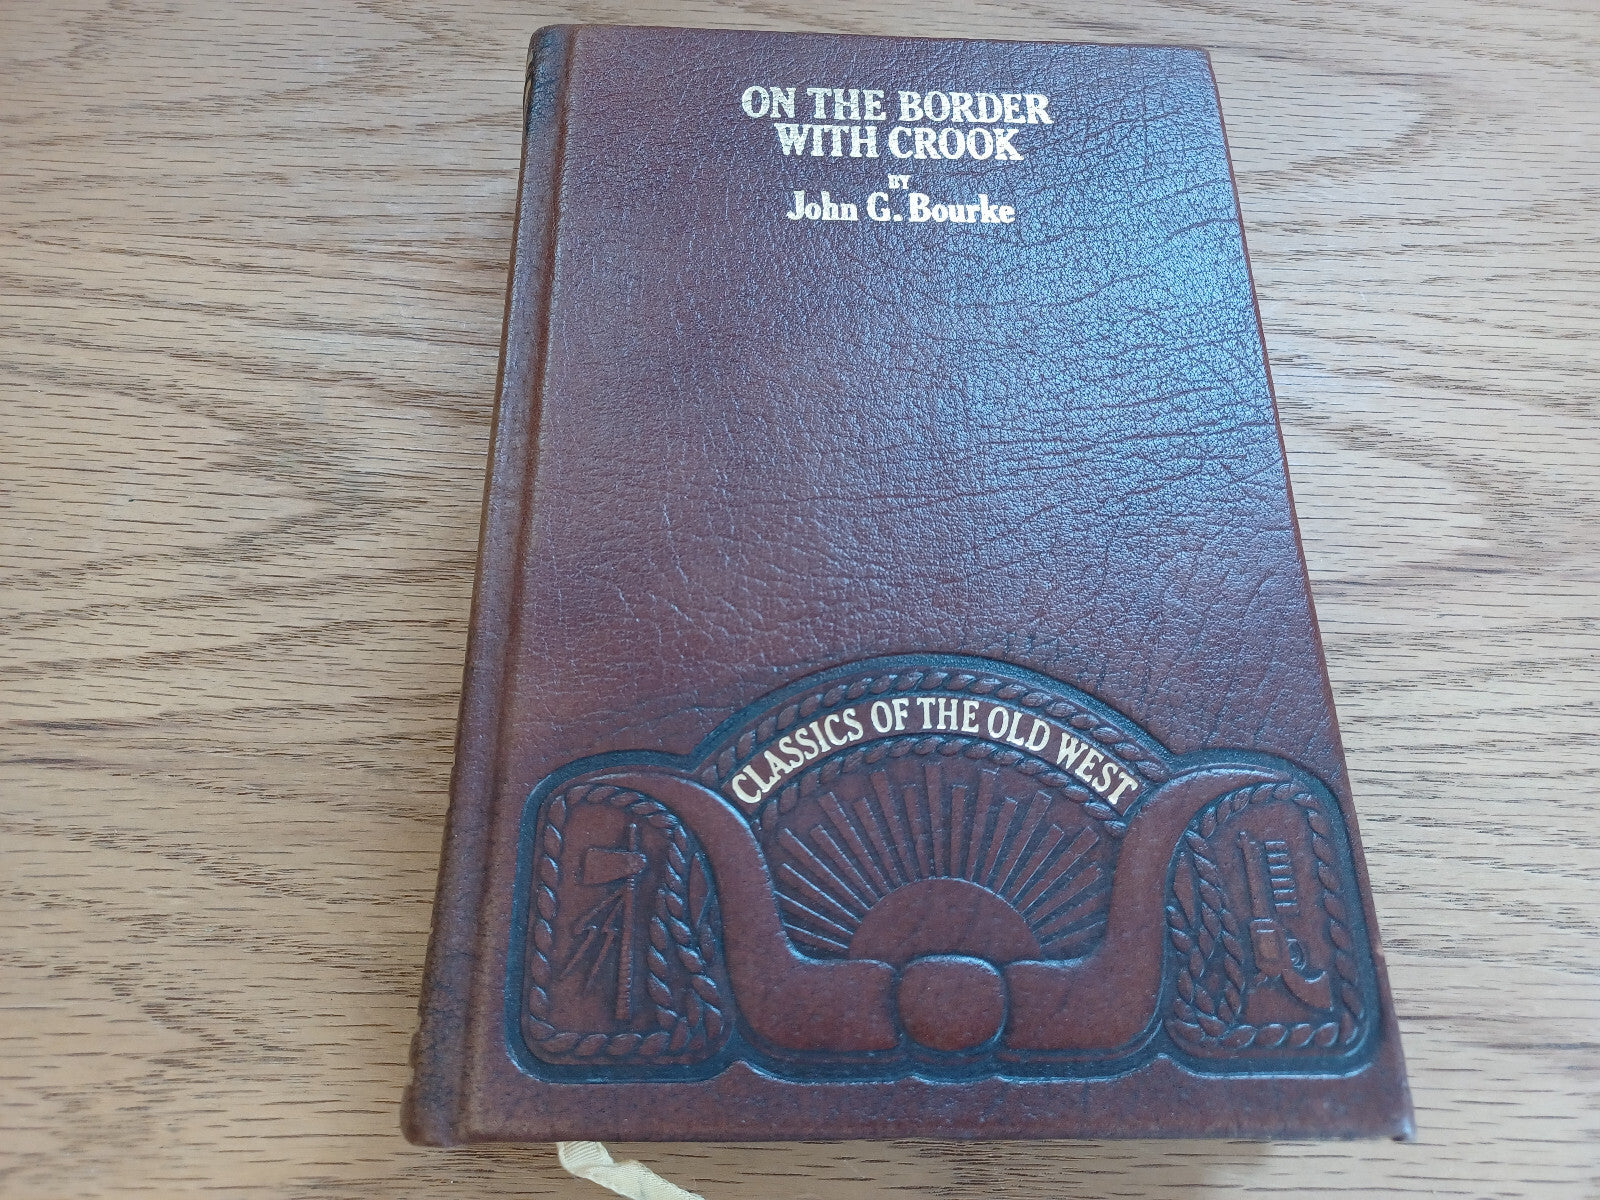 ON THE BORDER
WITH CROOK
BY
John G. Bourke
CLASSICS OF THE OLD WEST